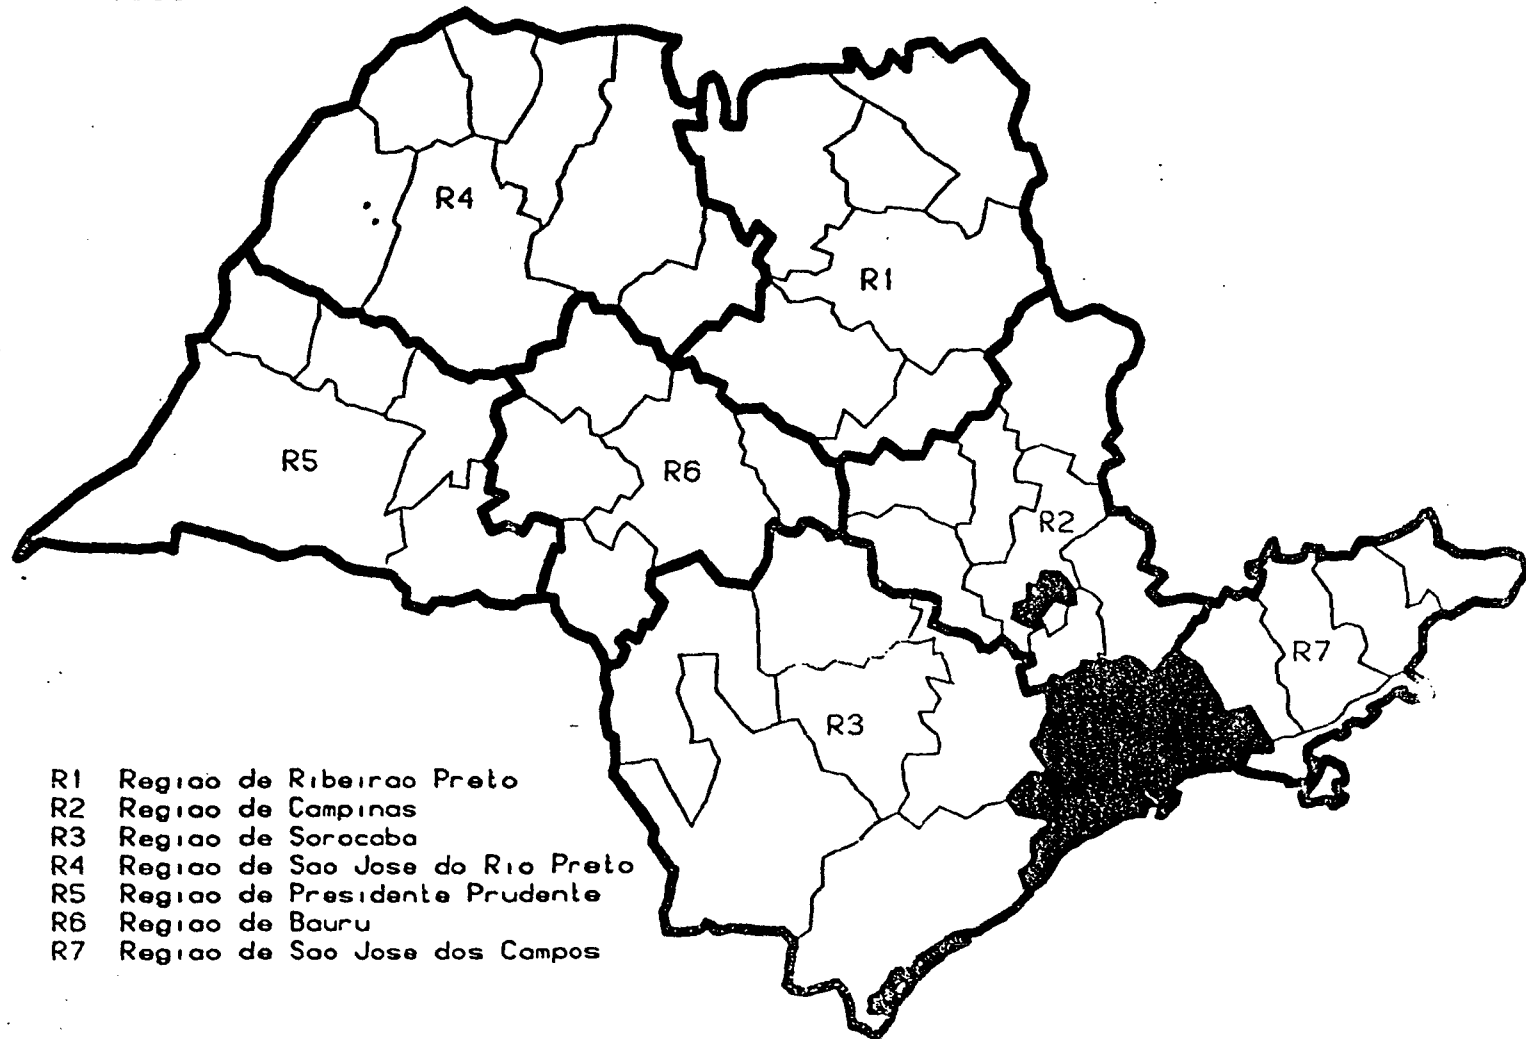 R4
R1
R5
R6
R2
R7
R3
R1 Regiao de Ribeirao Preto
R2 Regiao de Campinas
R3 Regiao de Sorocaba
R4 Regiao de Sao Jose do Rio Preto
R5 Regiao de Presidente Prudente
R6 Regiao de Bauru
R7 Regiao de Sao Jose dos Campos